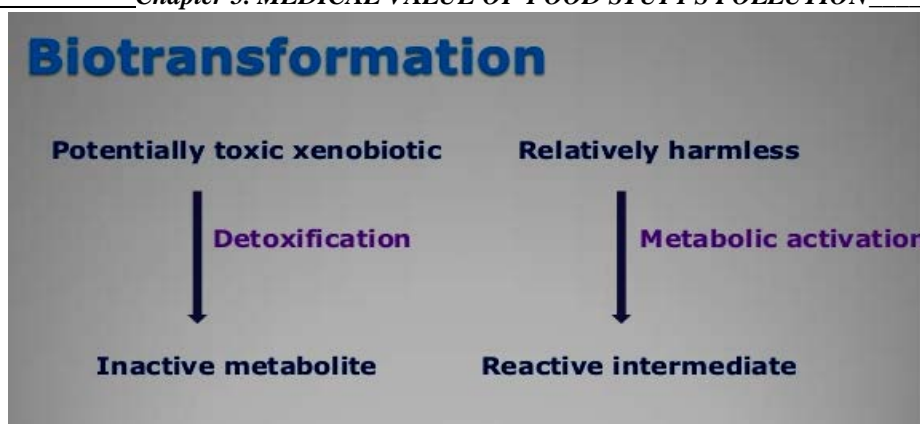 Chapter 3. MEDICAL VALUE OF FOOD STUFFS POLLUTION
Biotransformation
Potentially toxic xenobiotic Relatively harmless
Detoxification Metabolic activation
Inactive metabolite Reactive intermediate